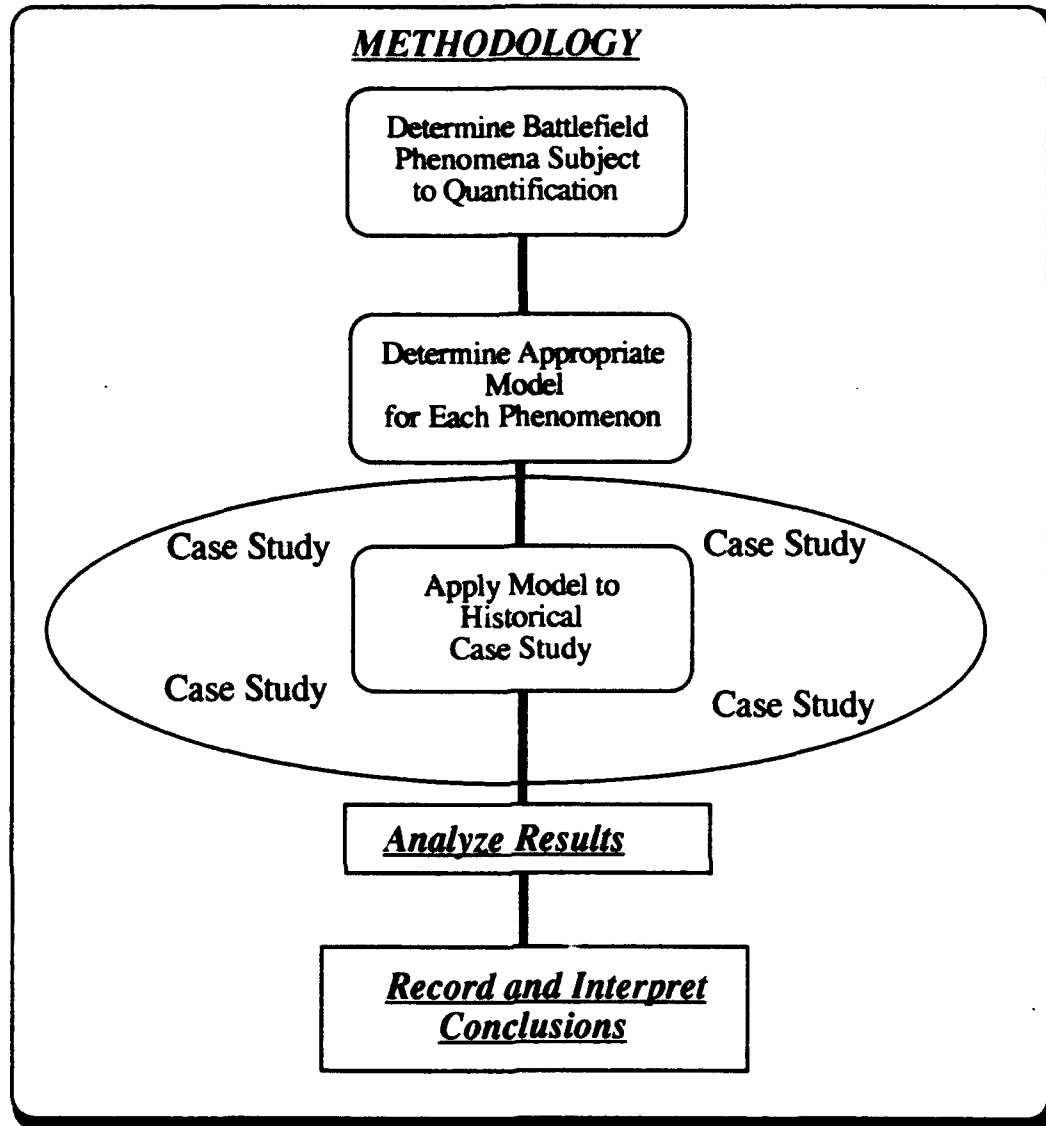 METHODOLOGY
Determine Battlefield
Phenomena Subject
to Quantification
Determine Appropriate
Model
for Each Phenomenon
Case Study
Case Study
Apply Model to
Historical
Case Study
Case Study
Case Study
Analyze Results
Record and Interpret
Conclusions